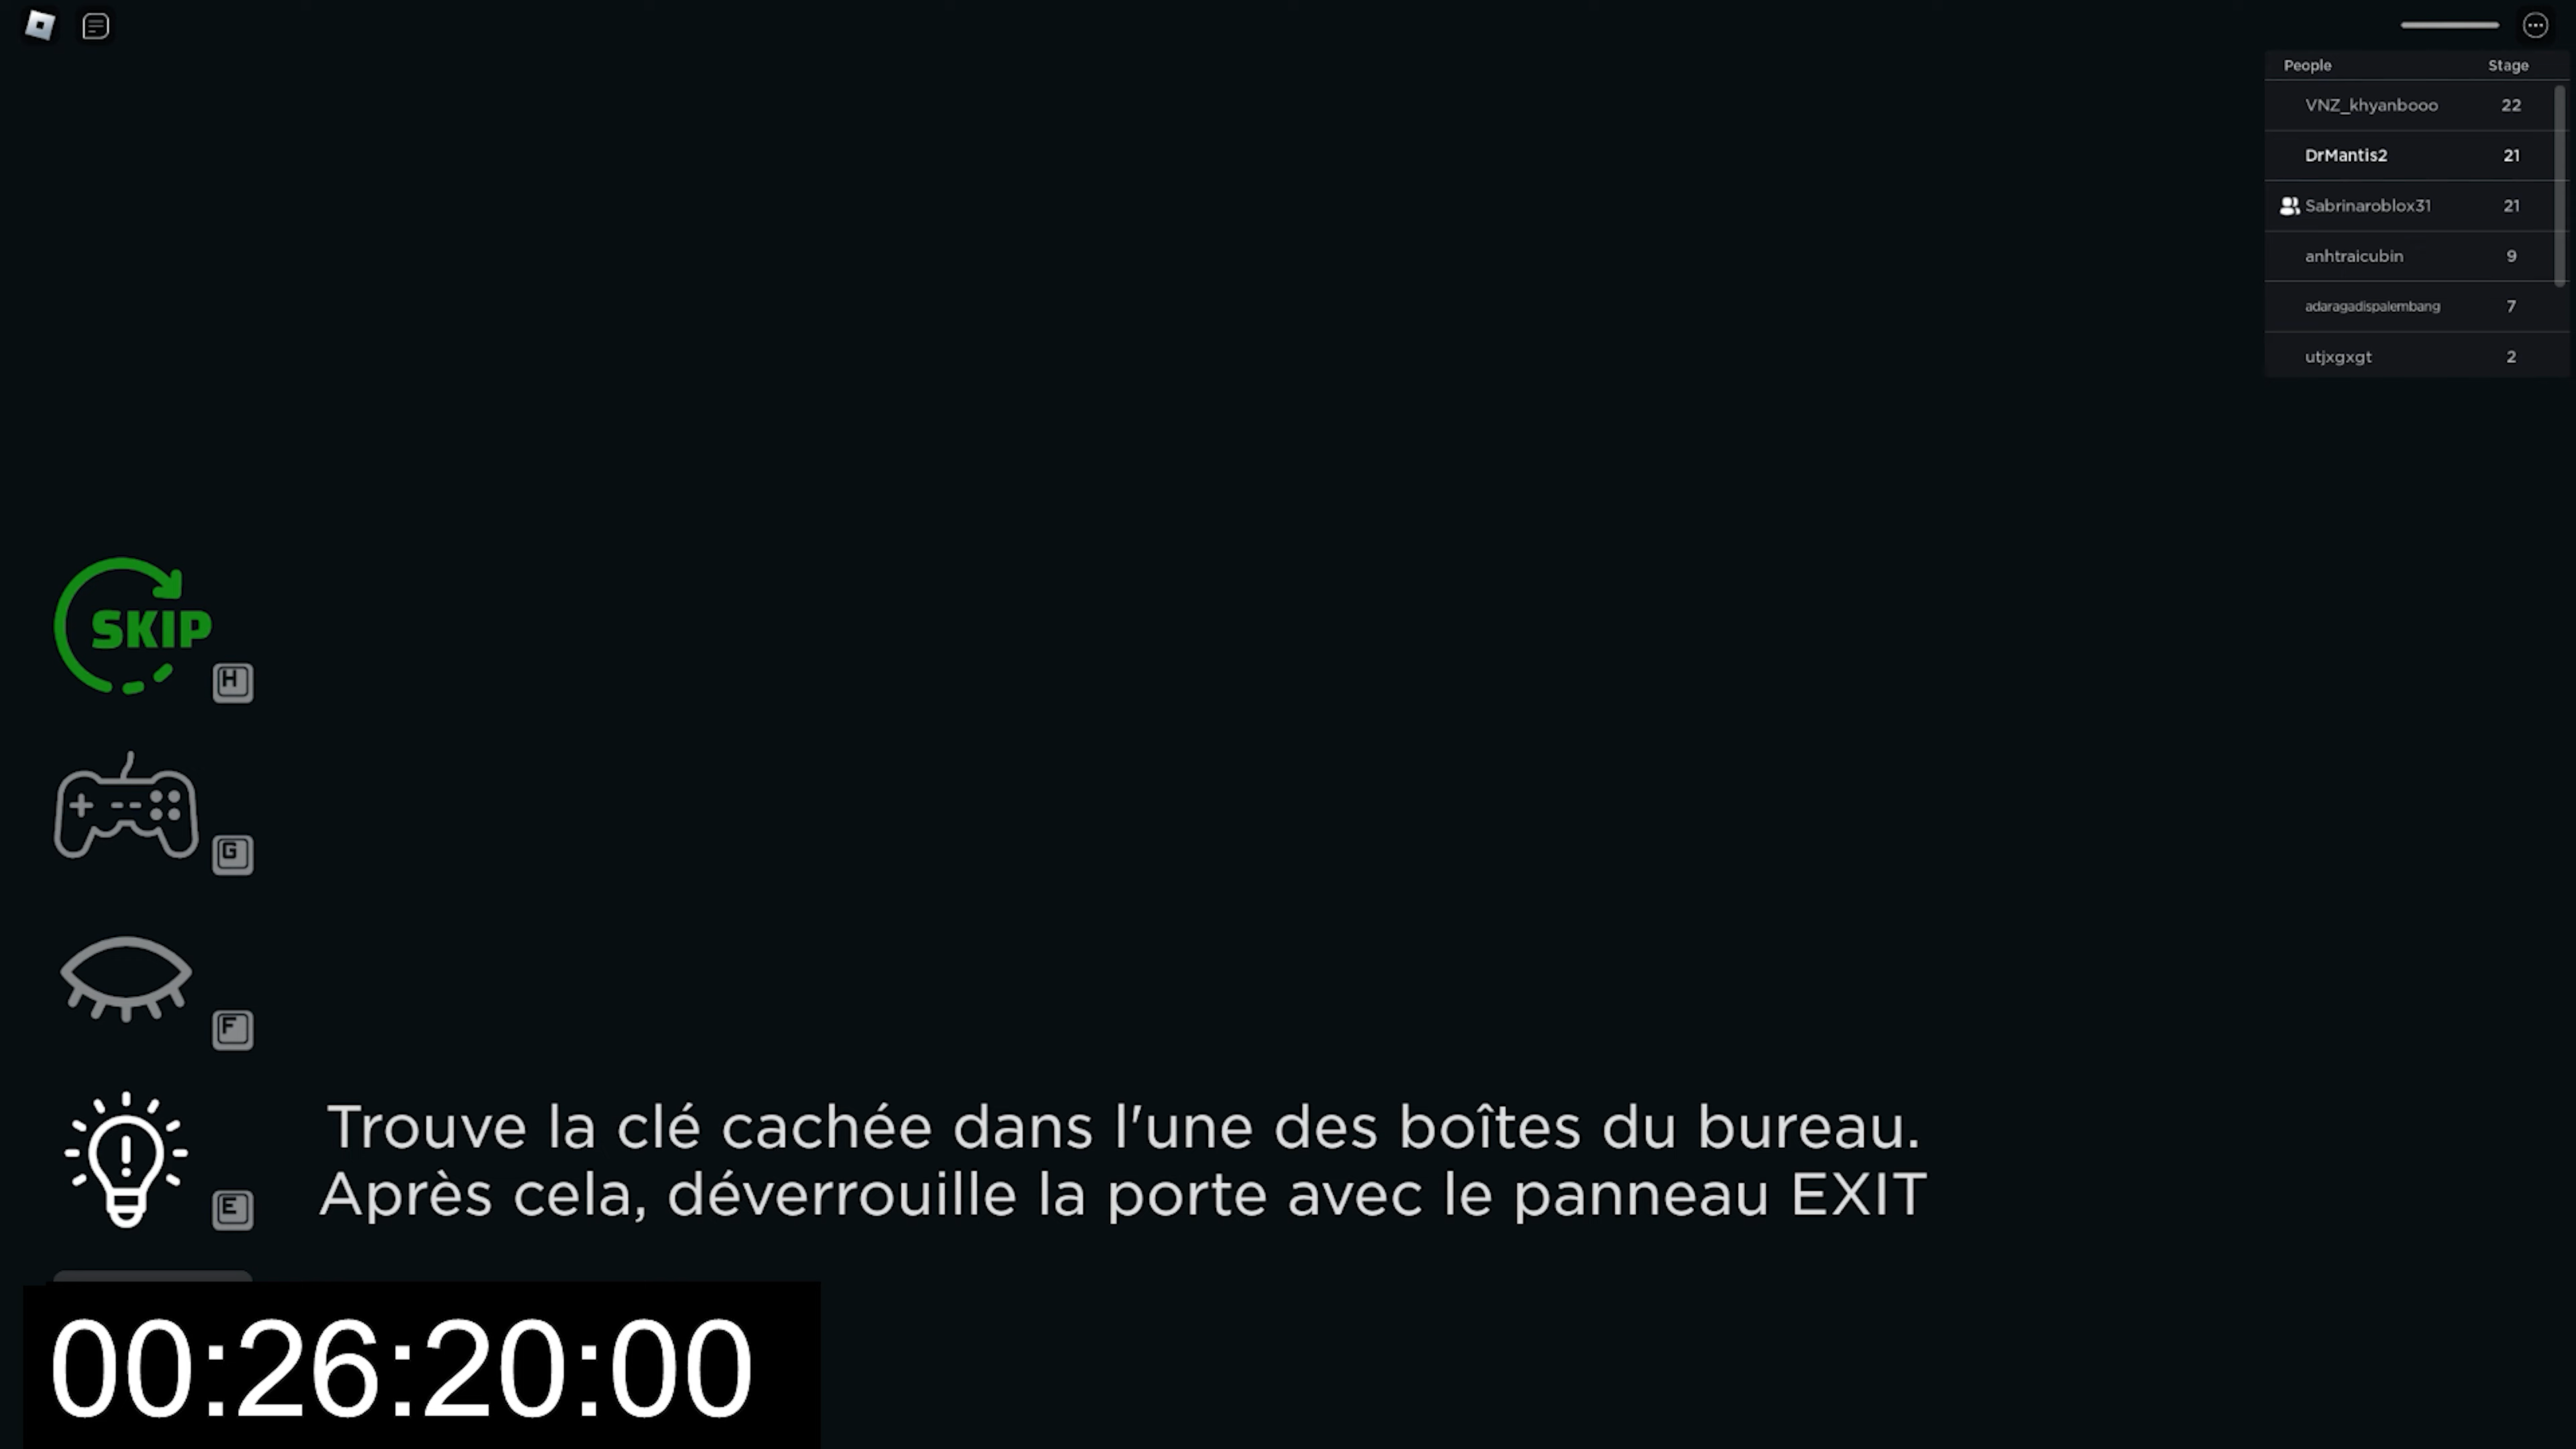 People Stage
VNZ_khyanbooo 22
DrMantis2 21
Sabrinaroblox31 21
anhtraicubin 9
adaragadispalembang 7
utjxgxgt 2
SKIP
H
G
F
E
Trouve la clé cachée dans l'une des boîtes du bureau.
Après cela, déverrouille la porte avec le panneau EXIT
00:26:20:00